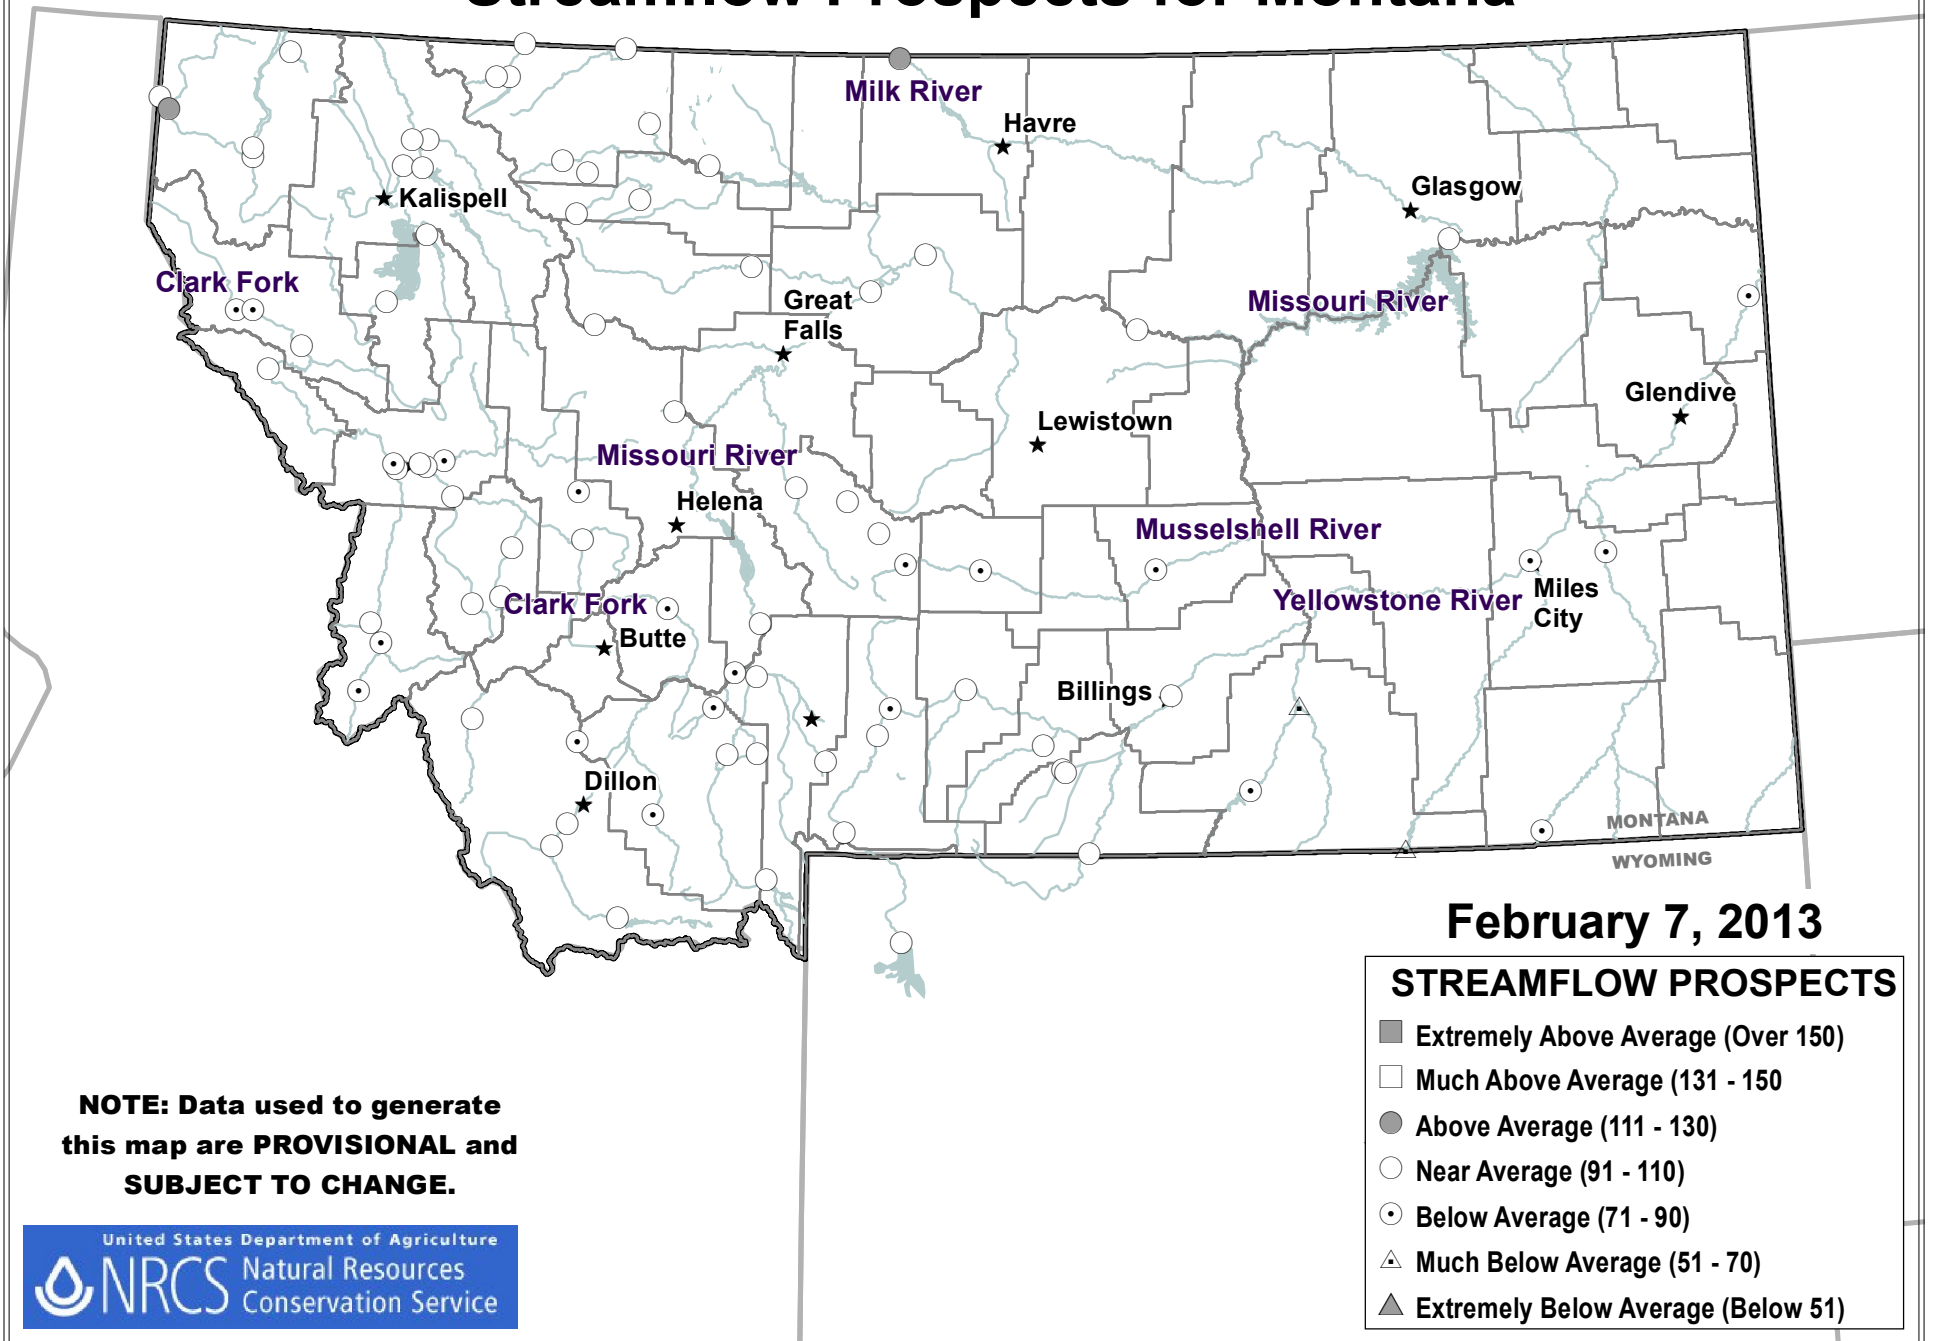 Streamflow Prospects for Montana
Milk River
Havre
Kalispell
Glasgow
Clark Fork
Great
Falls
Missouri River
Glendive
Lewistown
Missouri River
Helena
Musselshell River
Clark Fork
Butte
Yellowstone River
Miles
City
Billings
Dillon
MONTANA
WYOMING
February 7, 2013
STREAMFLOW PROSPECTS
Extremely Above Average (Over 150)
Much Above Average (131 - 150
Above Average (111 - 130)
Near Average (91 - 110)
Below Average (71 - 90)
Much Below Average (51 - 70)
Extremely Below Average (Below 51)
NOTE: Data used to generate
this map are PROVISIONAL and
SUBJECT TO CHANGE.
United States Department of Agriculture
NRCS
Natural Resources
Conservation Service